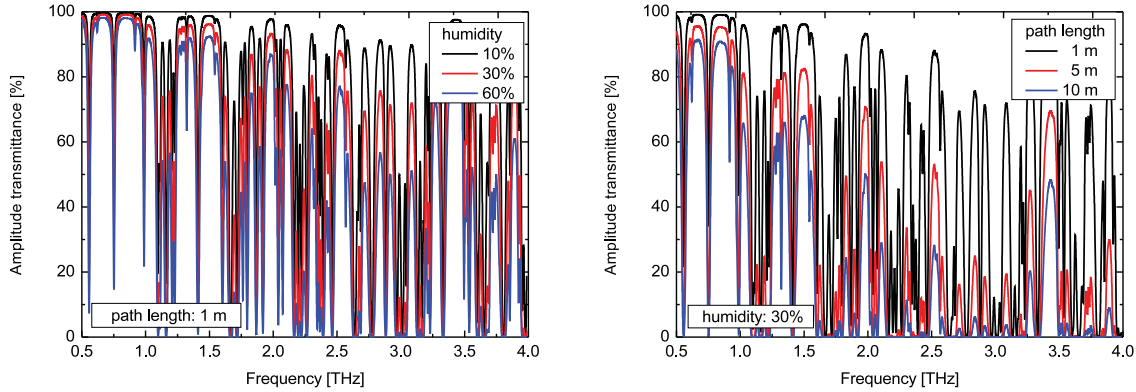 100
80
60
40
20
0
Amplitude transmittance [%]
humidity
10%
30%
60%
path length: 1 m
0.5 1.0 1.5 2.0 2.5 3.0 3.5 4.0
Frequency [THz]
100
80
60
40
20
0
Amplitude transmittance [%]
path length
1 m
5 m
10 m
humidity: 30%
0.5 1.0 1.5 2.0 2.5 3.0 3.5 4.0
Frequency [THz]